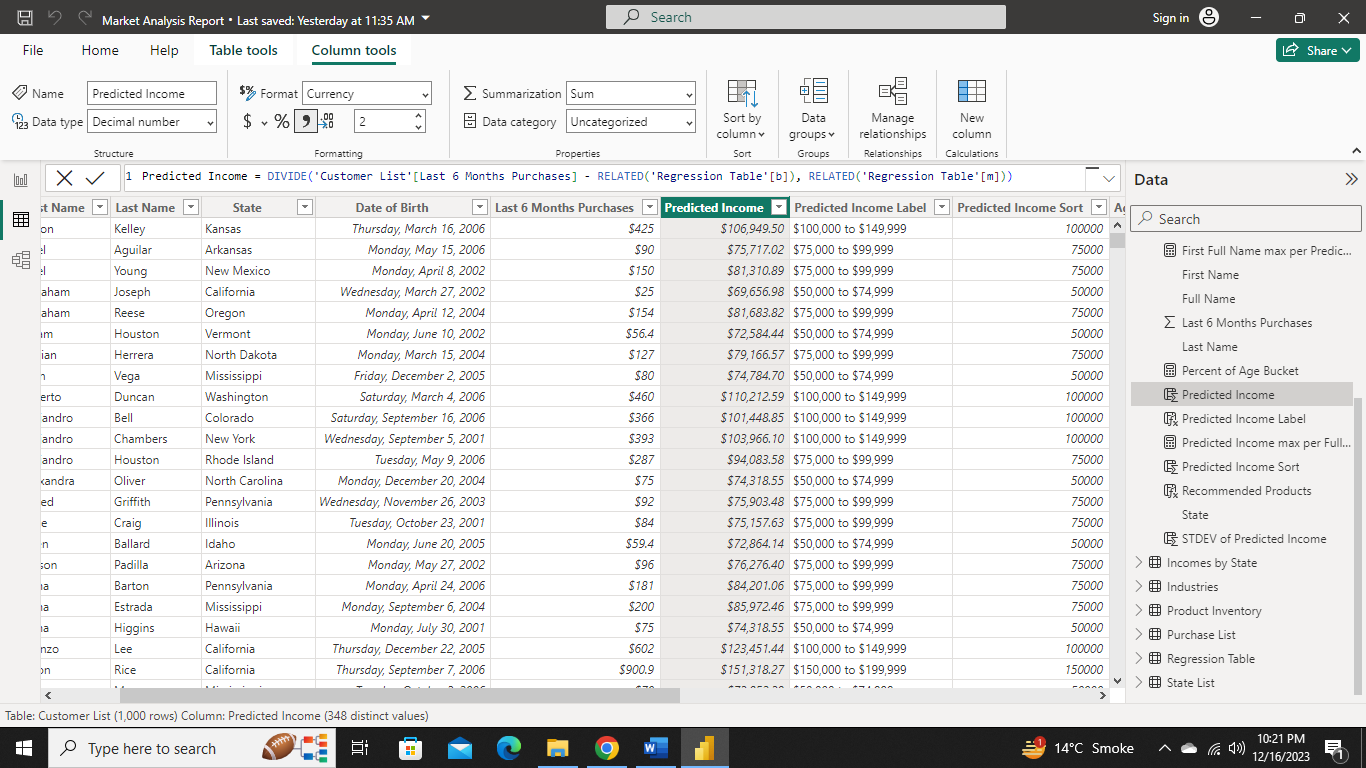 Market Analysis Report • Last saved: Yesterday at 11:35 AM
Search
Sign in
File Home Help Table tools Column tools
Share
Name Predicted Income
Data type Decimal number
Structure
$% Format Currency
$ % 9 .00 2
Formatting
Summarization Sum
Data category Uncategorized
Properties
Sort by column
Sort
Data groups
Groups
Manage relationships
Relationships
New column
Calculations
1 Predicted Income = DIVIDE('Customer List'[Last 6 Months Purchases] - RELATED('Regression Table'[b]), RELATED('Regression Table'[m]))
st Name Last Name State Date of Birth Last 6 Months Purchases Predicted Income Predicted Income Label Predicted Income Sort Ag
on Kelley Kansas Thursday, March 16, 2006 $425 $106,949.50 $100,000 to $149,999 100000
el Aguilar Arkansas Monday, May 15, 2006 $90 $75,717.02 $75,000 to $99,999 75000
el Young New Mexico Monday, April 8, 2002 $150 $81,310.89 $75,000 to $99,999 75000
aham Joseph California Wednesday, March 27, 2002 $25 $69,656.98 $50,000 to $74,999 50000
aham Reese Oregon Monday, April 12, 2004 $154 $81,683.82 $75,000 to $99,999 75000
am Houston Vermont Monday, June 10, 2002 $56.4 $72,584.44 $50,000 to $74,999 50000
ian Herrera North Dakota Monday, March 15, 2004 $127 $79,166.57 $75,000 to $99,999 75000
n Vega Mississippi Friday, December 2, 2005 $80 $74,784.70 $50,000 to $74,999 50000
erto Duncan Washington Saturday, March 4, 2006 $460 $110,212.59 $100,000 to $149,999 100000
andro Bell Colorado Saturday, September 16, 2006 $366 $101,448.85 $100,000 to $149,999 100000
andro Chambers New York Wednesday, September 5, 2001 $393 $103,966.10 $100,000 to $149,999 100000
andro Houston Rhode Island Tuesday, May 9, 2006 $287 $94,083.58 $75,000 to $99,999 75000
xandra Oliver North Carolina Monday, December 20, 2004 $75 $74,318.55 $50,000 to $74,999 50000
ed Griffith Pennsylvania Wednesday, November 26, 2003 $92 $75,903.48 $75,000 to $99,999 75000
e Craig Illinois Tuesday, October 23, 2001 $84 $75,157.63 $75,000 to $99,999 75000
n Ballard Idaho Monday, June 20, 2005 $59.4 $72,864.14 $50,000 to $74,999 50000
son Padilla Arizona Monday, May 27, 2002 $96 $76,276.40 $75,000 to $99,999 75000
na Barton Pennsylvania Monday, April 24, 2006 $181 $84,201.06 $75,000 to $99,999 75000
na Estrada Mississippi Monday, September 6, 2004 $200 $85,972.46 $75,000 to $99,999 75000
na Higgins Hawaii Monday, July 30, 2001 $75 $74,318.55 $50,000 to $74,999 50000
nzo Lee California Thursday, December 22, 2005 $602 $123,451.44 $100,000 to $149,999 100000
on Rice California Thursday, September 7, 2006 $900.9 $151,318.27 $150,000 to $199,999 150000
Data
Search
First Full Name max per Predic...
First Name
Full Name
Last 6 Months Purchases
Last Name
Percent of Age Bucket
Predicted Income
Predicted Income Label
Predicted Income max per Full...
Predicted Income Sort
Recommended Products
State
STDEV of Predicted Income
Incomes by State
Industries
Product Inventory
Purchase List
Regression Table
State List
Table: Customer List (1,000 rows) Column: Predicted Income (348 distinct values)
Type here to search
14°C Smoke
10:21 PM
12/16/2023